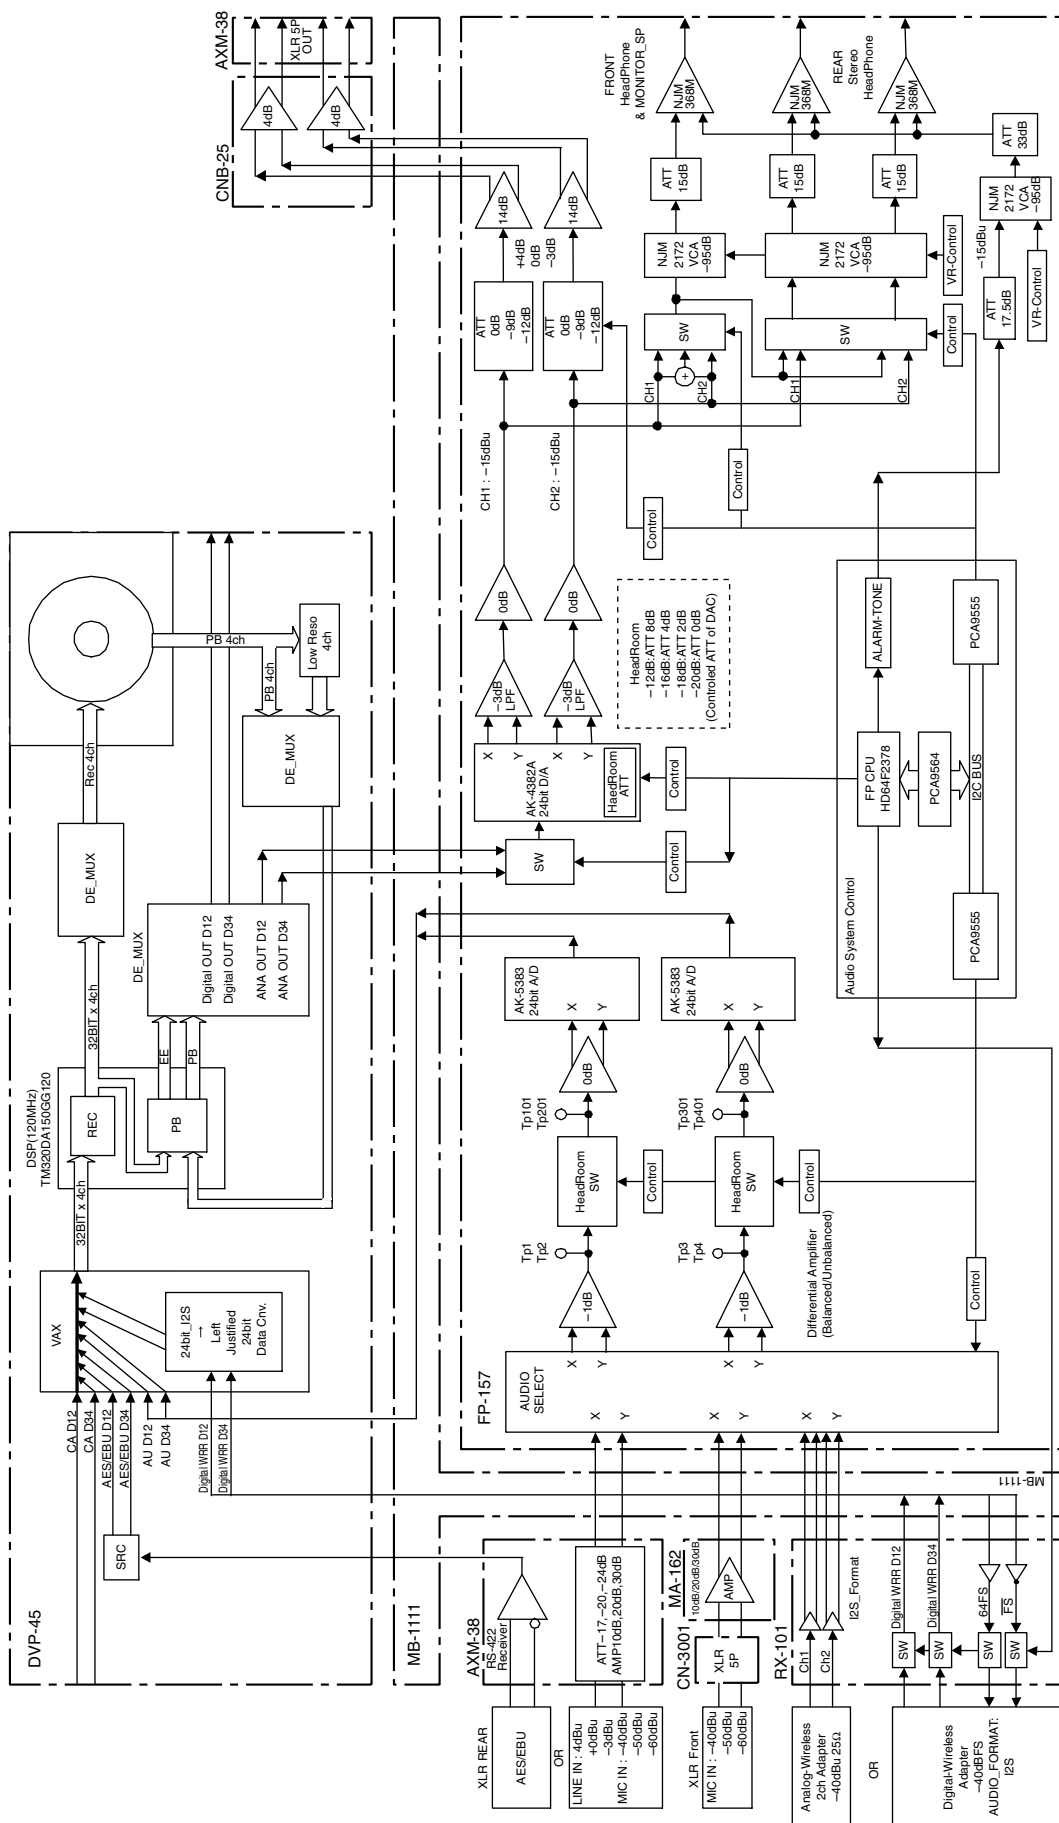 DVP-45
CA D12
CA D34
AES/EBU D12
AES/EBU D34
AU D12
AU D34
Digital WRR D12
Digital WRR D34
SRC
VAX
24bit_I2S
→
Left
Justified
24bit
Data Cnv.
32BIT x 4ch
DSP(120MHz)
TM320DA150GG120
REC
PB
EE
PB
32BIT x 4ch
DE_MUX
Rec 4ch
DE_MUX
Digital OUT D12
Digital OUT D34
ANA OUT D12
ANA OUT D34
PB 4ch
PB 4ch
Low Reso
4ch
DE_MUX
CNB-25
4dB
4dB
AXM-38
XLR 5P
OUT
MB-1111
XLR REAR
AES/EBU
OR
LINE IN : 4dBu
+0dBu
−3dBu
MIC IN : −40dBu
−50dBu
−60dBu
AXM-38
RS-422
Receiver
ATT−17,−20,−24dB
AMP10dB,20dB,30dB
XLR Front
MIC IN : −40dBu
−50dBu
−60dBu
CN-3001
XLR
5P
MA-162
10dB/20dB/30dB
AMP
Analog-Wireless
2ch Adapter
−40dBu 25Ω
OR
Digital-Wireless
Adapter
−40dBFS
AUDIO_FORMAT:
I2S
RX-101
Ch1
Ch2
I2S_Format
SW
SW
SW
SW
Digital WRR D12
Digital WRR D34
64FS
FS
MB-1111
FP-157
AUDIO
SELECT
X
Y
X
Y
X
Y
X
Y
X
Y
−1dB
−1dB
Tp1
Tp2
Tp3
Tp4
Differential Amplifier
(Balanced/Unbalanced)
Control
HeadRoom
SW
HeadRoom
SW
Control
Control
Tp101
Tp201
Tp301
Tp401
0dB
0dB
AK-5383
24bit A/D
X
Y
AK-5383
24bit A/D
X
Y
SW
Control
Control
AK-4382A
24bit D/A
HaedRoom
ATT
X
Y
X
Y
−3dB
LPF
−3dB
LPF
0dB
0dB
HeadRoom
−12dB:ATT 8dB
−16dB:ATT 4dB
−18dB:ATT 2dB
−20dB:ATT 0dB
(Controled ATT of DAC)
Audio System Control
PCA9555
I2C BUS
PCA9564
FP CPU
HD64F2378
PCA9555
ALARM-TONE
CH1 : −15dBu
CH2 : −15dBu
Control
Control
CH1
CH2
+
CH1
CH2
ATT
0dB
−9dB
−12dB
ATT
0dB
−9dB
−12dB
+4dB
0dB
−3dB
14dB
14dB
SW
SW
Control
NJM
2172
VCA
−95dB
NJM
2172
VCA
−95dB
VR-Control
ATT
17.5dB
−15dBu
VR-Control
NJM
2172
VCA
−95dB
ATT
33dB
ATT
15dB
ATT
15dB
ATT
15dB
NJM
368M
NJM
368M
NJM
368M
FRONT
HeadPhone
& MONITOR_SP
REAR
Stereo
HeadPhone